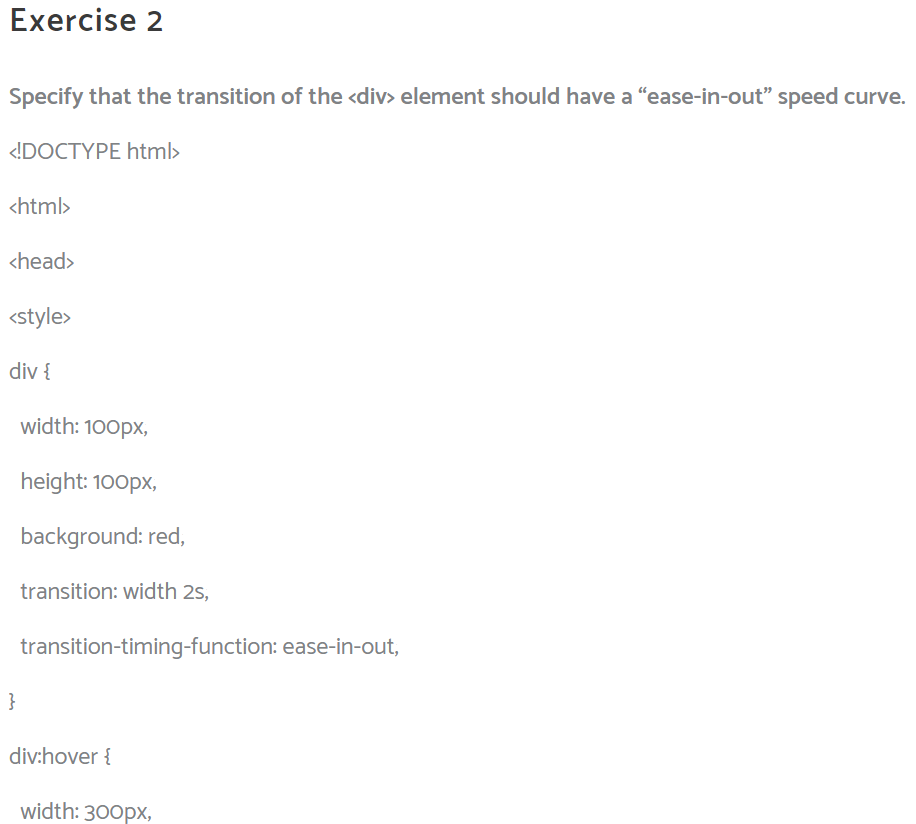 Exercise 2
Specify that the transition of the <div> element should have a “ease-in-out” speed curve.
<!DOCTYPE html>
<html>
<head>
<style>
div {
width: 100px,
height: 100px,
background: red,
transition: width 2s,
transition-timing-function: ease-in-out,
}
div:hover {
width: 300px,